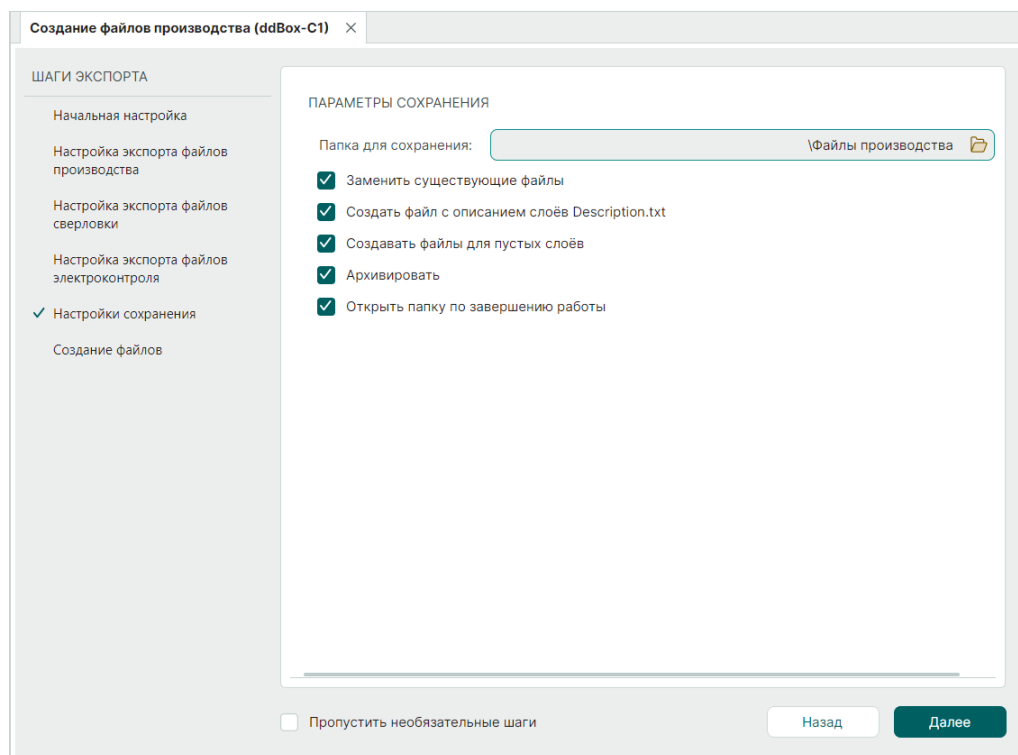 Создание файлов производства (ddBox-C1)
ШАГИ ЭКСПОРТА
Начальная настройка
Настройка экспорта файлов
производства
Настройка экспорта файлов
сверловки
Настройка экспорта файлов
электроконтроля
Настройки сохранения
Создание файлов
ПАРАМЕТРЫ СОХРАНЕНИЯ
Папка для сохранения: \Файлы производства
Заменить существующие файлы
Создать файл с описанием слоёв Description.txt
Создавать файлы для пустых слоёв
Архивировать
Открыть папку по завершению работы
Пропустить необязательные шаги
Назад
Далее